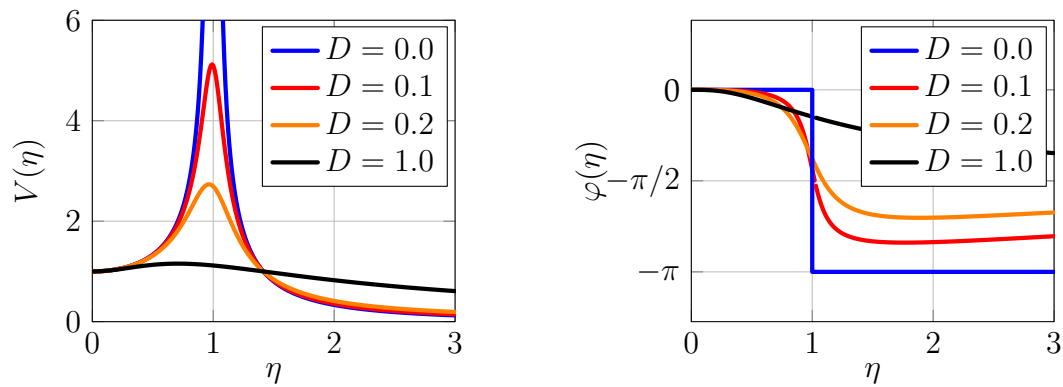 V(η)
6
4
2
0
0
1
2
3
η
D = 0.0
D = 0.1
D = 0.2
D = 1.0
φ(η)
0
−π/2
−π
0
1
2
3
η
D = 0.0
D = 0.1
D = 0.2
D = 1.0